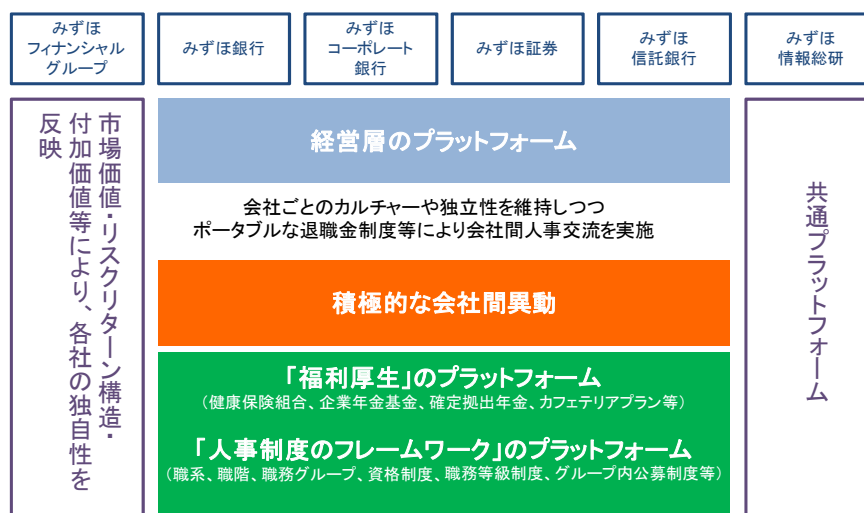 みずほ
フィナンシャル
グループ
みずほ銀行
みずほ
コーポレート
銀行
みずほ証券
みずほ
信託銀行
みずほ
情報総研
市場価値・リスクリターン構造・
付加価値等により、各社の独自性を
反映
経営層のプラットフォーム
会社ごとのカルチャーや独立性を維持しつつ
ポータブルな退職金制度等により会社間人事交流を実施
積極的な会社間異動
「福利厚生」のプラットフォーム
（健康保険組合、企業年金基金、確定拠出年金、カフェテリアプラン等）
「人事制度のフレームワーク」のプラットフォーム
（職系、職階、職務グループ、資格制度、職務等級制度、グループ内公募制度等）
共通プラットフォーム